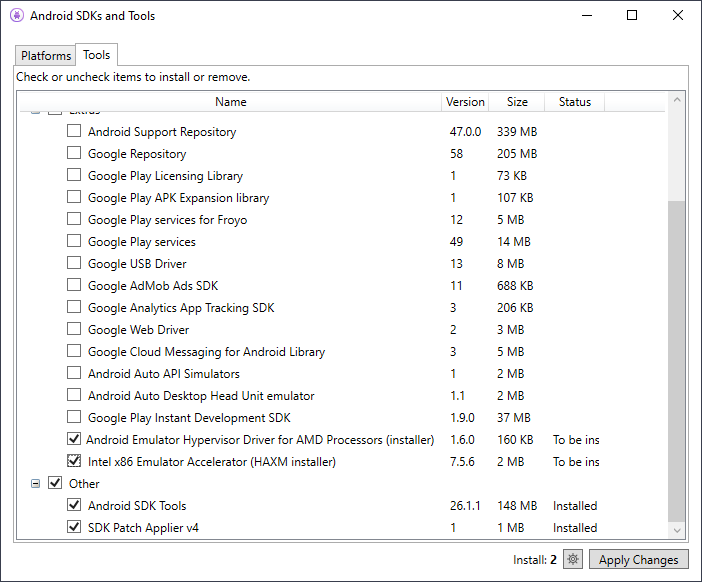 Android SDKs and Tools
Platforms Tools
Check or uncheck items to install or remove.
Name Version Size Status
Extras
Android Support Repository 47.0.0 339 MB
Google Repository 58 205 MB
Google Play Licensing Library 1 73 KB
Google Play APK Expansion library 1 107 KB
Google Play services for Froyo 12 5 MB
Google Play services 49 14 MB
Google USB Driver 13 8 MB
Google AdMob Ads SDK 11 688 KB
Google Analytics App Tracking SDK 3 206 KB
Google Web Driver 2 3 MB
Google Cloud Messaging for Android Library 3 5 MB
Android Auto API Simulators 1 2 MB
Android Auto Desktop Head Unit emulator 1.1 2 MB
Google Play Instant Development SDK 1.9.0 37 MB
Android Emulator Hypervisor Driver for AMD Processors (installer) 1.6.0 160 KB To be ins
Intel x86 Emulator Accelerator (HAXM installer) 7.5.6 2 MB To be ins
Other
Android SDK Tools 26.1.1 148 MB Installed
SDK Patch Applier v4 1 1 MB Installed
Install: 2 Apply Changes